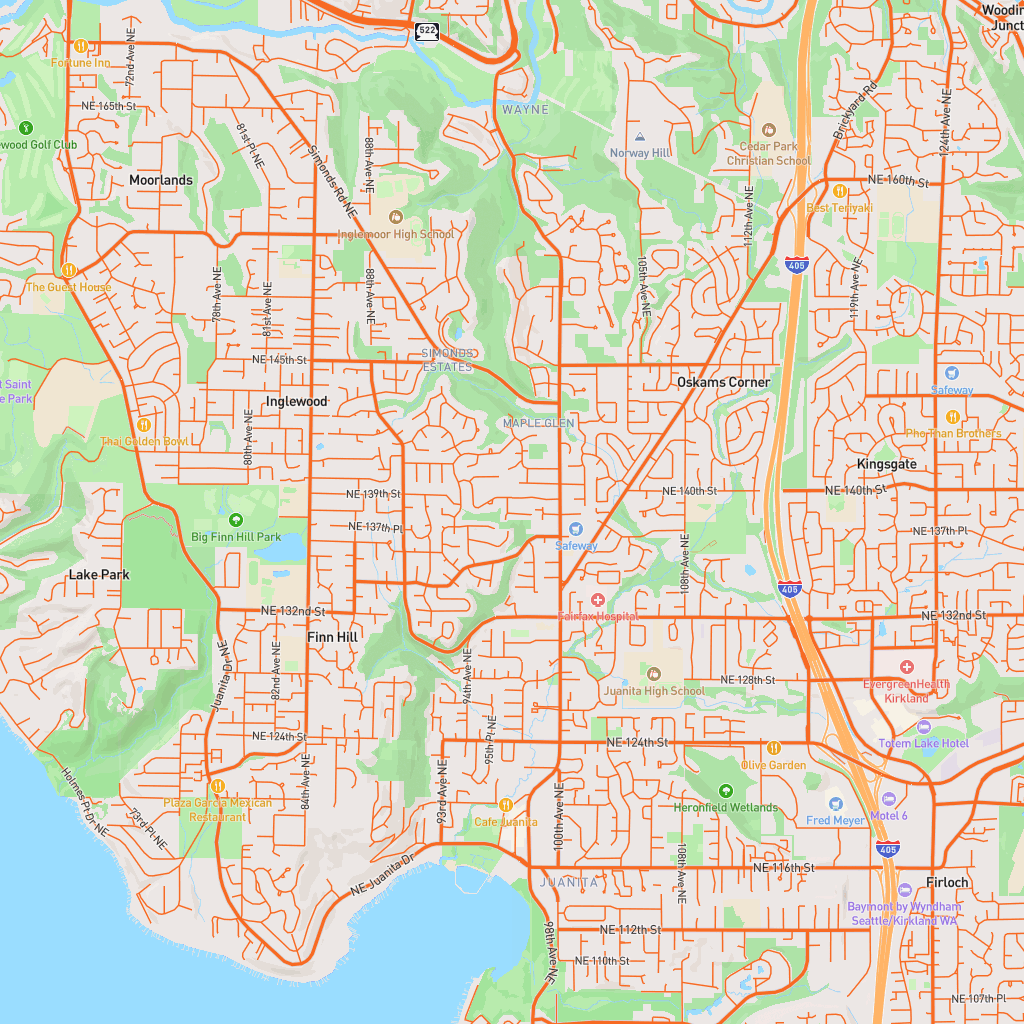 Woodin
Junct
522
Fortune Inn
72nd Ave NE
NE 165th St
WAYNE
Brickyard Rd
124th Ave NE
ewood Golf Club
81st Pl NE
88th Ave NE
Norway Hill
Cedar Park
Christian School
Moorlands
Simonds Rd NE
NE 160th St
Best Teriyaki
112th Ave NE
Inglemoor High School
405
The Guest House
78th Ave NE
81st Ave NE
88th Ave NE
105th Ave NE
119th Ave NE
NE 145th St
SIMONDS
ESTATES
Oskams Corner
Safeway
t Saint
e Park
Inglewood
MAPLE GLEN
Thai Golden Bowl
80th Ave NE
Pho Than Brothers
Kingsgate
NE 139th St
NE 140th St
NE 140th St
Big Finn Hill Park
NE 137th Pl
Safeway
NE 137th Pl
Lake Park
108th Ave NE
405
NE 132nd St
Fairfax Hospital
NE 132nd St
Finn Hill
Juanita Dr NE
82nd Ave NE
94th Ave NE
Juanita High School
NE 128th St
EvergreenHealth
Kirkland
NE 124th St
95th Pl NE
NE 124th St
Totem Lake Hotel
Olive Garden
Holmes Pt Dr NE
73rd Pl NE
Plaza Garcia Mexican
Restaurant
84th Ave NE
93rd Ave NE
Cafe Juanita
100th Ave NE
Heronfield Wetlands
Fred Meyer
Motel 6
405
NE Juanita Dr
108th Ave NE
NE 116th St
JUANITA
Firloch
Baymont by Wyndham
Seattle/Kirkland WA
98th Ave NE
NE 112th St
NE 110th St
NE 107th Pl